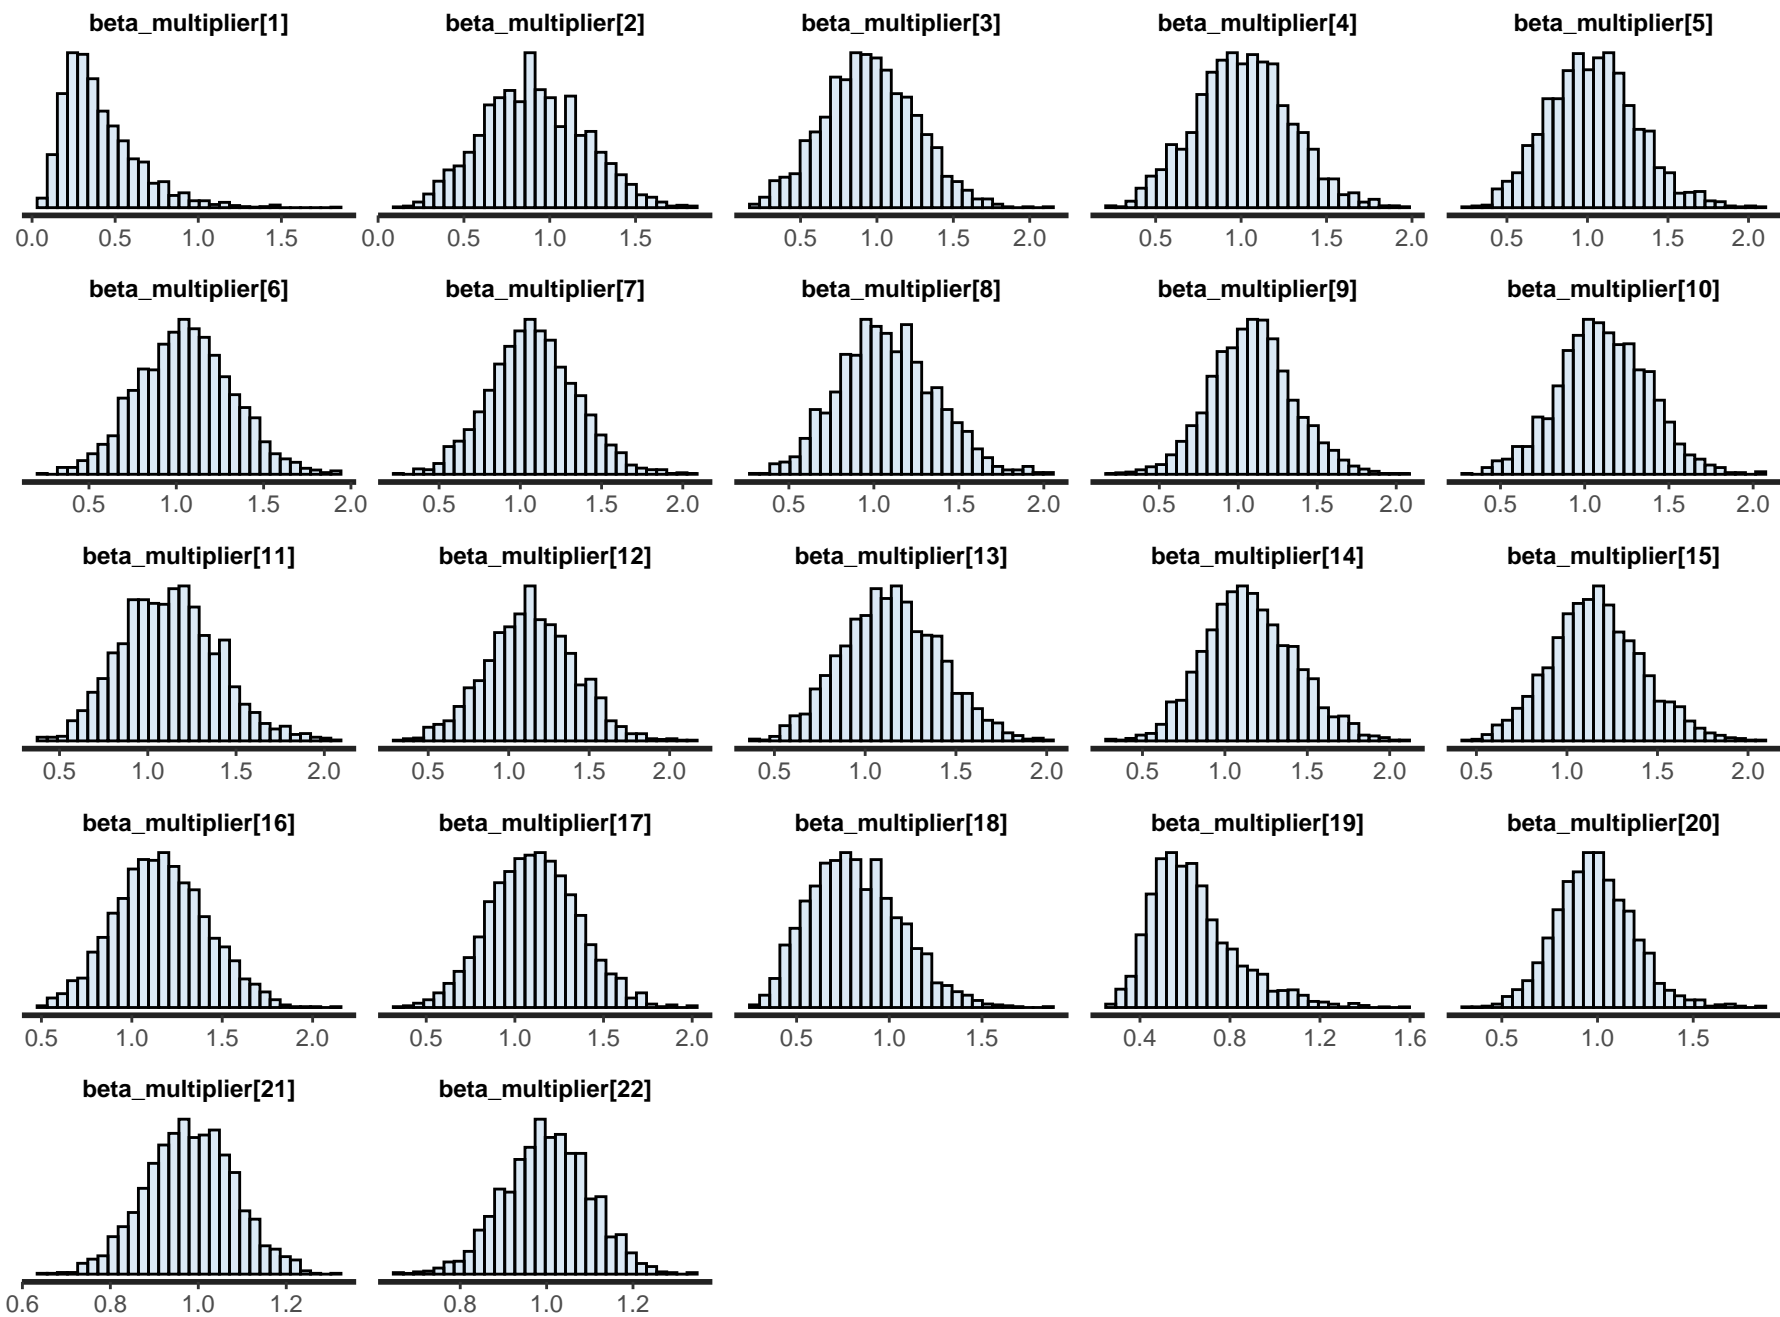 beta_multiplier[1] beta_multiplier[2] beta_multiplier[3] beta_multiplier[4] beta_multiplier[5]
0.0 0.5 1.0 1.5 0.0 0.5 1.0 1.5 0.5 1.0 1.5 2.0 0.5 1.0 1.5 2.0 0.5 1.0 1.5 2.0
beta_multiplier[6] beta_multiplier[7] beta_multiplier[8] beta_multiplier[9] beta_multiplier[10]
0.5 1.0 1.5 2.0 0.5 1.0 1.5 2.0 0.5 1.0 1.5 2.0 0.5 1.0 1.5 2.0 0.5 1.0 1.5 2.0
beta_multiplier[11] beta_multiplier[12] beta_multiplier[13] beta_multiplier[14] beta_multiplier[15]
0.5 1.0 1.5 2.0 0.5 1.0 1.5 2.0 0.5 1.0 1.5 2.0 0.5 1.0 1.5 2.0 0.5 1.0 1.5 2.0
beta_multiplier[16] beta_multiplier[17] beta_multiplier[18] beta_multiplier[19] beta_multiplier[20]
0.5 1.0 1.5 2.0 0.5 1.0 1.5 2.0 0.5 1.0 1.5 0.4 0.8 1.2 1.6 0.5 1.0 1.5
beta_multiplier[21] beta_multiplier[22]
0.6 0.8 1.0 1.2 0.8 1.0 1.2